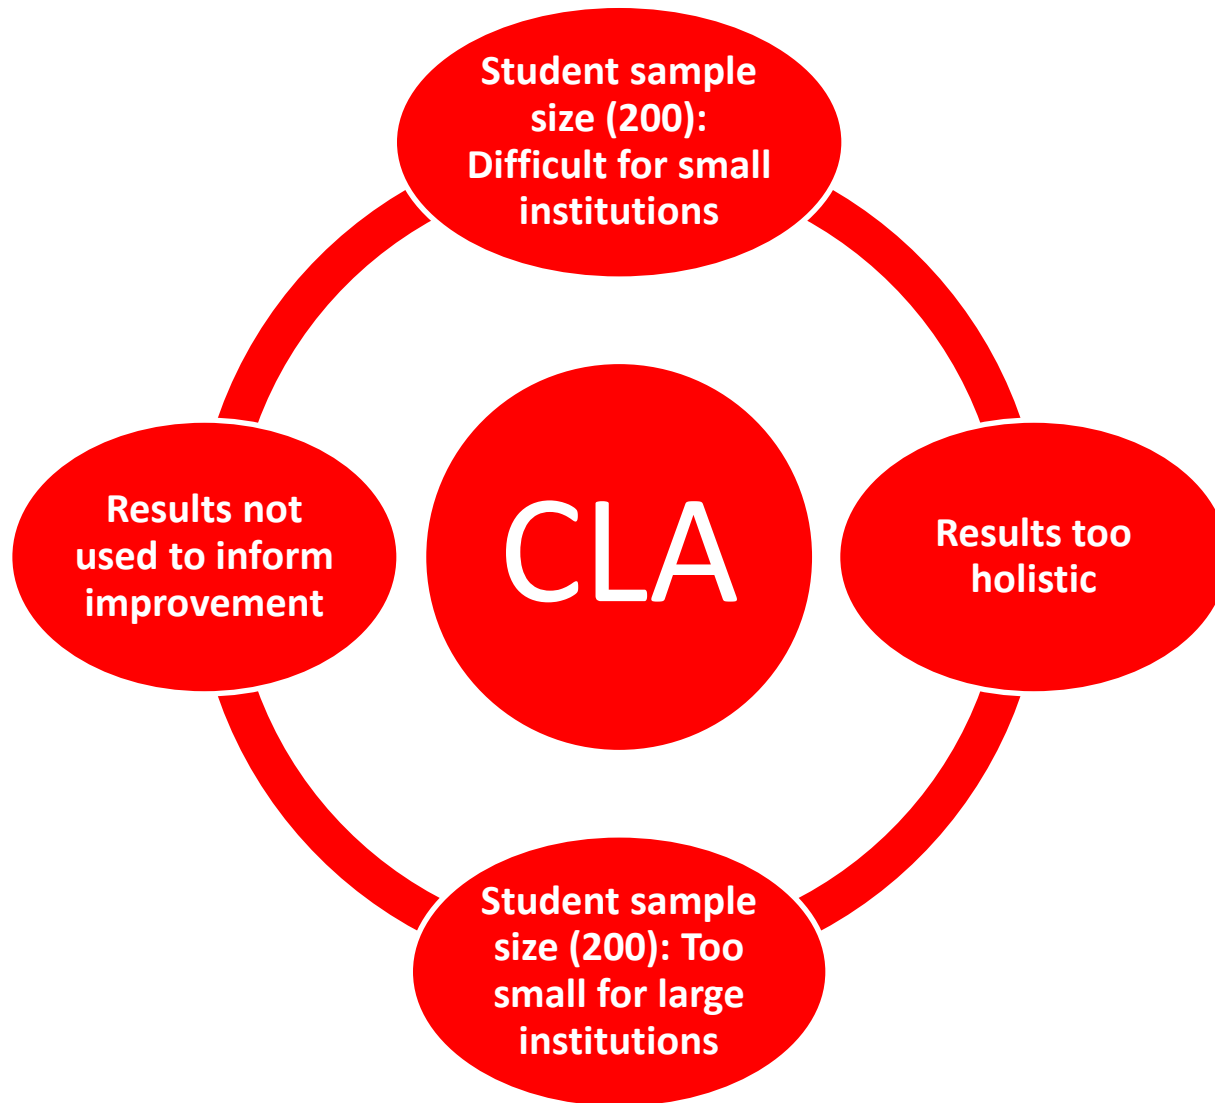 Student sample
size (200):
Difficult for small
institutions
Results not
used to inform
improvement
CLA
Results too
holistic
Student sample
size (200): Too
small for large
institutions